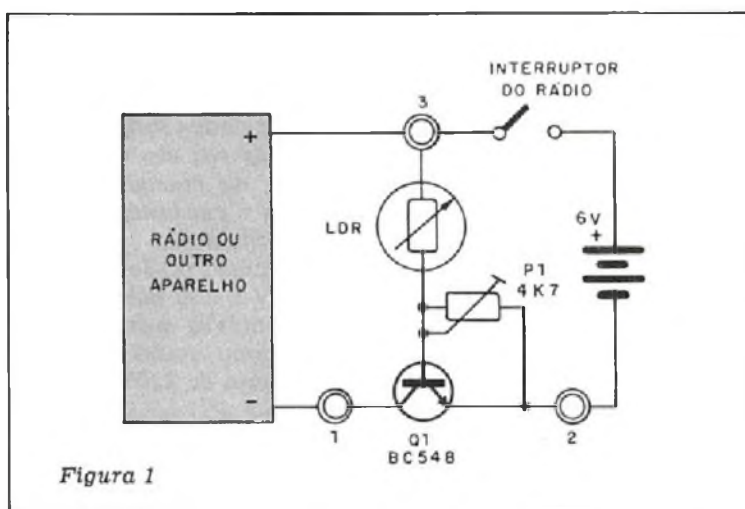 INTERRUPTOR
DO RÁDIO
3
+
LDR
6V
+
RÁDIO OU
OUTRO
APARELHO
P1
4K7
-
1
2
Q1
BC548
Figura 1